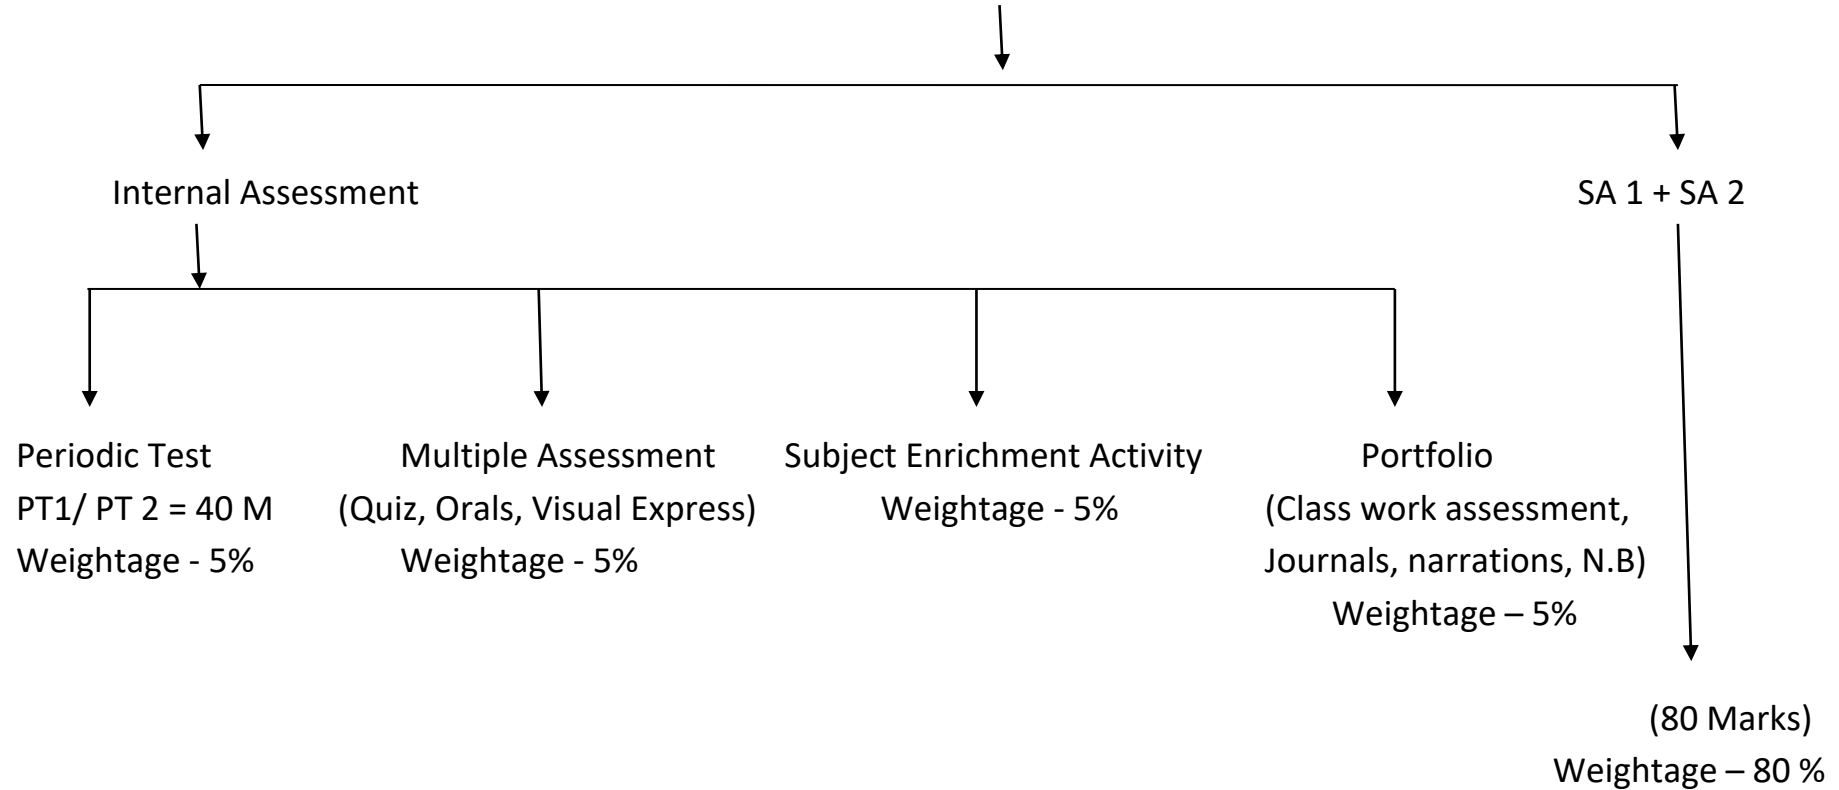 Internal Assessment
SA 1 + SA 2
Periodic Test
PT1/ PT 2 = 40 M
Weightage - 5%
Multiple Assessment
(Quiz, Orals, Visual Express)
Weightage - 5%
Subject Enrichment Activity
Weightage - 5%
Portfolio
(Class work assessment,
Journals, narrations, N.B)
Weightage – 5%
(80 Marks)
Weightage – 80 %